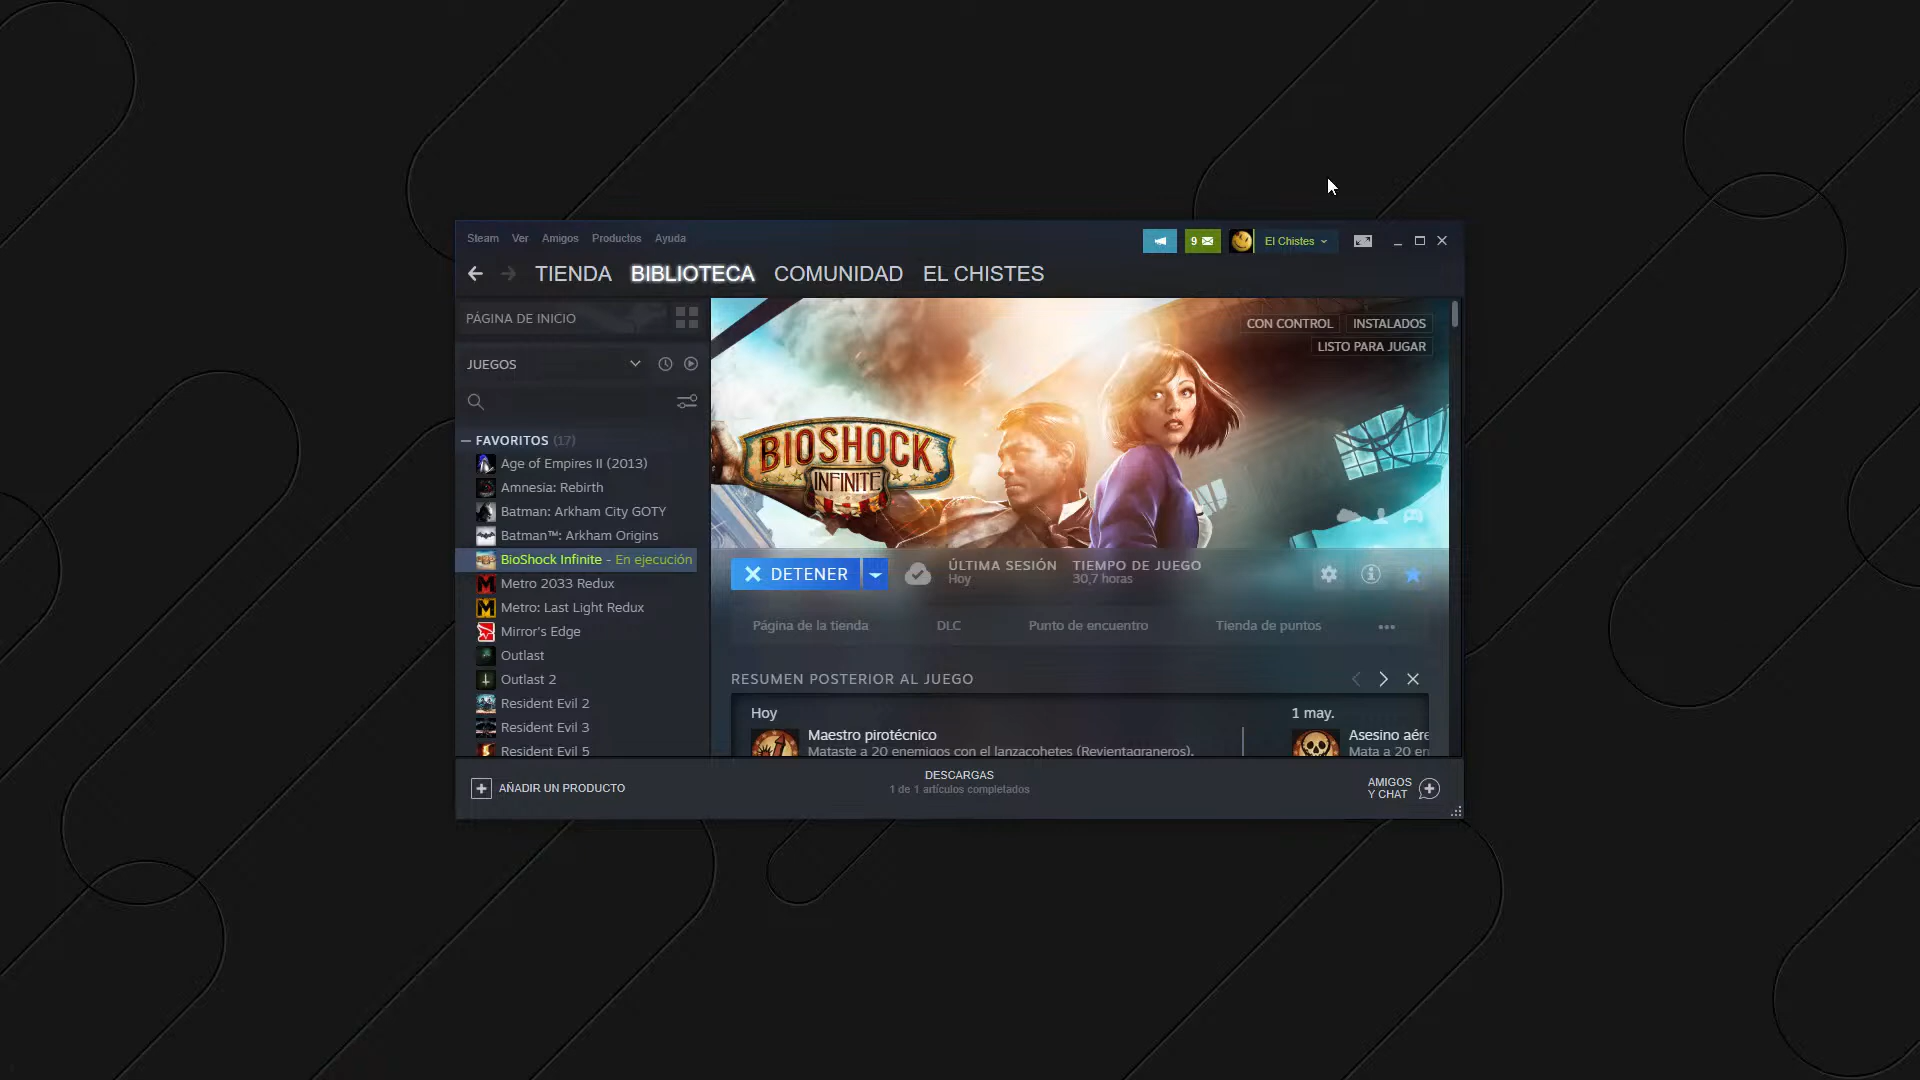 Steam Ver Amigos Productos Ayuda
9
El Chistes
TIENDA BIBLIOTECA COMUNIDAD EL CHISTES
PÁGINA DE INICIO
JUEGOS
FAVORITOS (17)
Age of Empires II (2013)
Amnesia: Rebirth
Batman: Arkham City GOTY
Batman™: Arkham Origins
BioShock Infinite - En ejecución
Metro 2033 Redux
Metro: Last Light Redux
Mirror's Edge
Outlast
Outlast 2
Resident Evil 2
Resident Evil 3
Resident Evil 5
CON CONTROL INSTALADOS
LISTO PARA JUGAR
BIOSHOCK
INFINITE
DETENER
ÚLTIMA SESIÓN TIEMPO DE JUEGO
Hoy 30,7 horas
Página de la tienda DLC Punto de encuentro Tienda de puntos
RESUMEN POSTERIOR AL JUEGO
Hoy
Maestro pirotécnico
Mataste a 20 enemigos con el lanzacohetes (Revientagraneros).
1 may.
Asesino aére
Mata a 20 en
AÑADIR UN PRODUCTO
DESCARGAS
1 de 1 artículos completados
AMIGOS
Y CHAT